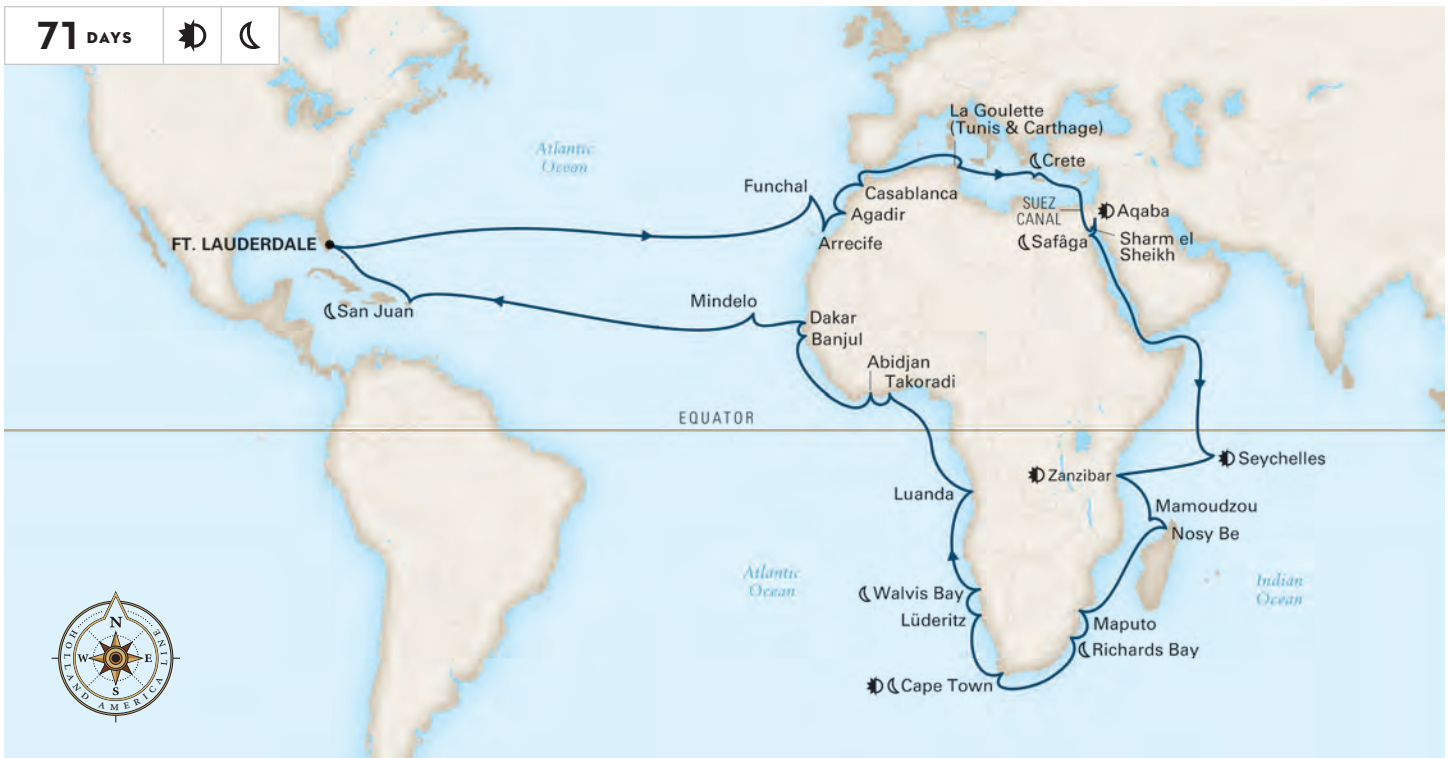 71 DAYS
Atlantic
Ocean
La Goulette
(Tunis & Carthage)
Crete
Funchal
Casablanca
Agadir
Arrecife
SUEZ
CANAL
Aqaba
Safâga
Sharm el
Sheikh
FT. LAUDERDALE
San Juan
Mindelo
Dakar
Banjul
Abidjan
Takoradi
EQUATOR
Seychelles
Zanzibar
Luanda
Mamoudzou
Nosy Be
Atlantic
Ocean
Indian
Ocean
Walvis Bay
Lüderitz
Maputo
Richards Bay
Cape Town
N
W E
S
HOLLAND AMERICA LINE